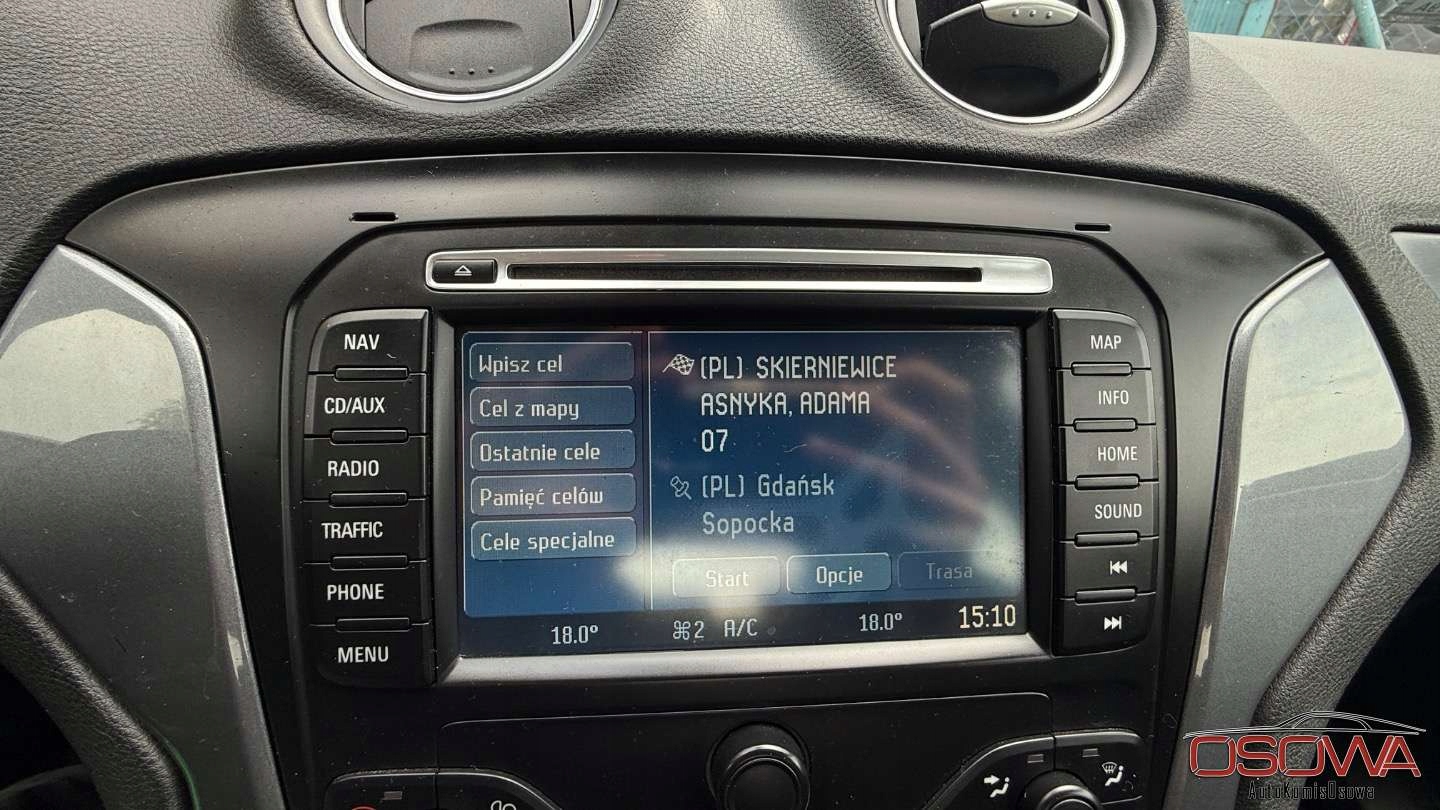 NAV
CD/AUX
RADIO
TRAFFIC
PHONE
MENU
Wpisz cel
Cel z mapy
Ostatnie cele
Pamięć celów
Cele specjalne
(PL) SKIERNIEWICE
ASNYKA, ADAMA
07
(PL) Gdańsk
Sopocka
Start Opcje Trasa
18.0° 2 A/C 18.0° 15:10
MAP
INFO
HOME
SOUND
OSOWA
AutoKomisOsowa